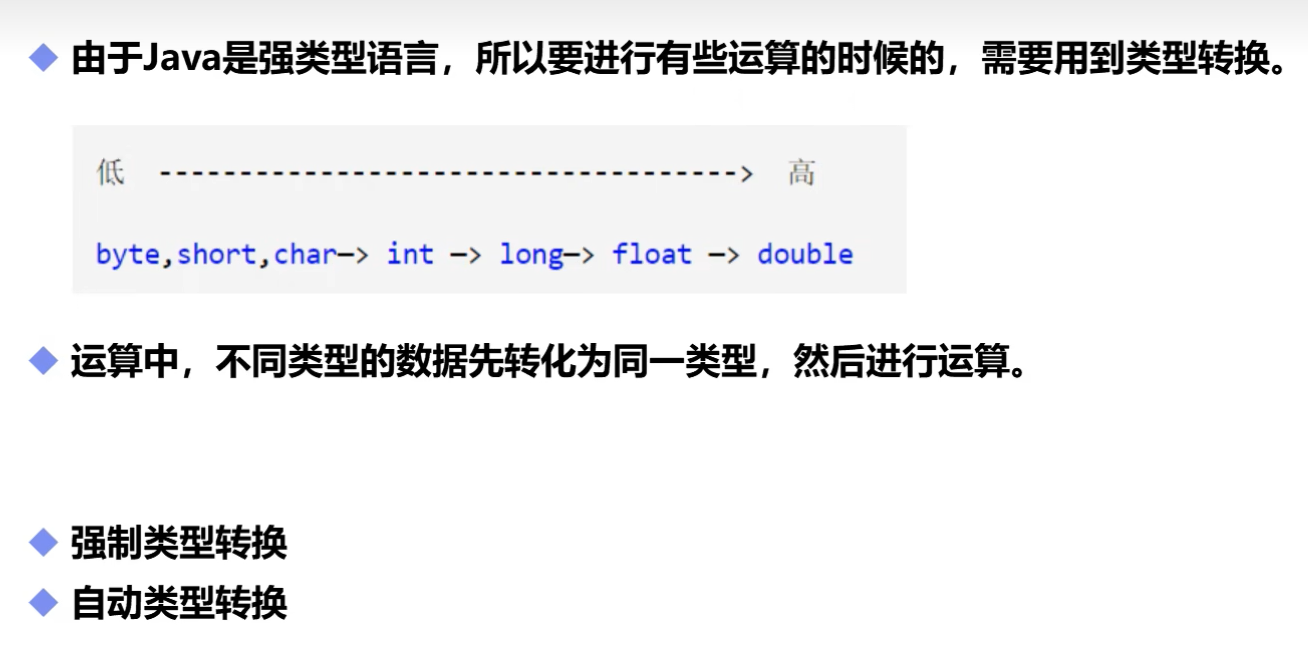 由于Java是强类型语言，所以要进行有些运算的时候的，需要用到类型转换。
低 ------------------------------------> 高
byte,short,char—> int —> long—> float —> double
运算中，不同类型的数据先转化为同一类型，然后进行运算。
强制类型转换
自动类型转换